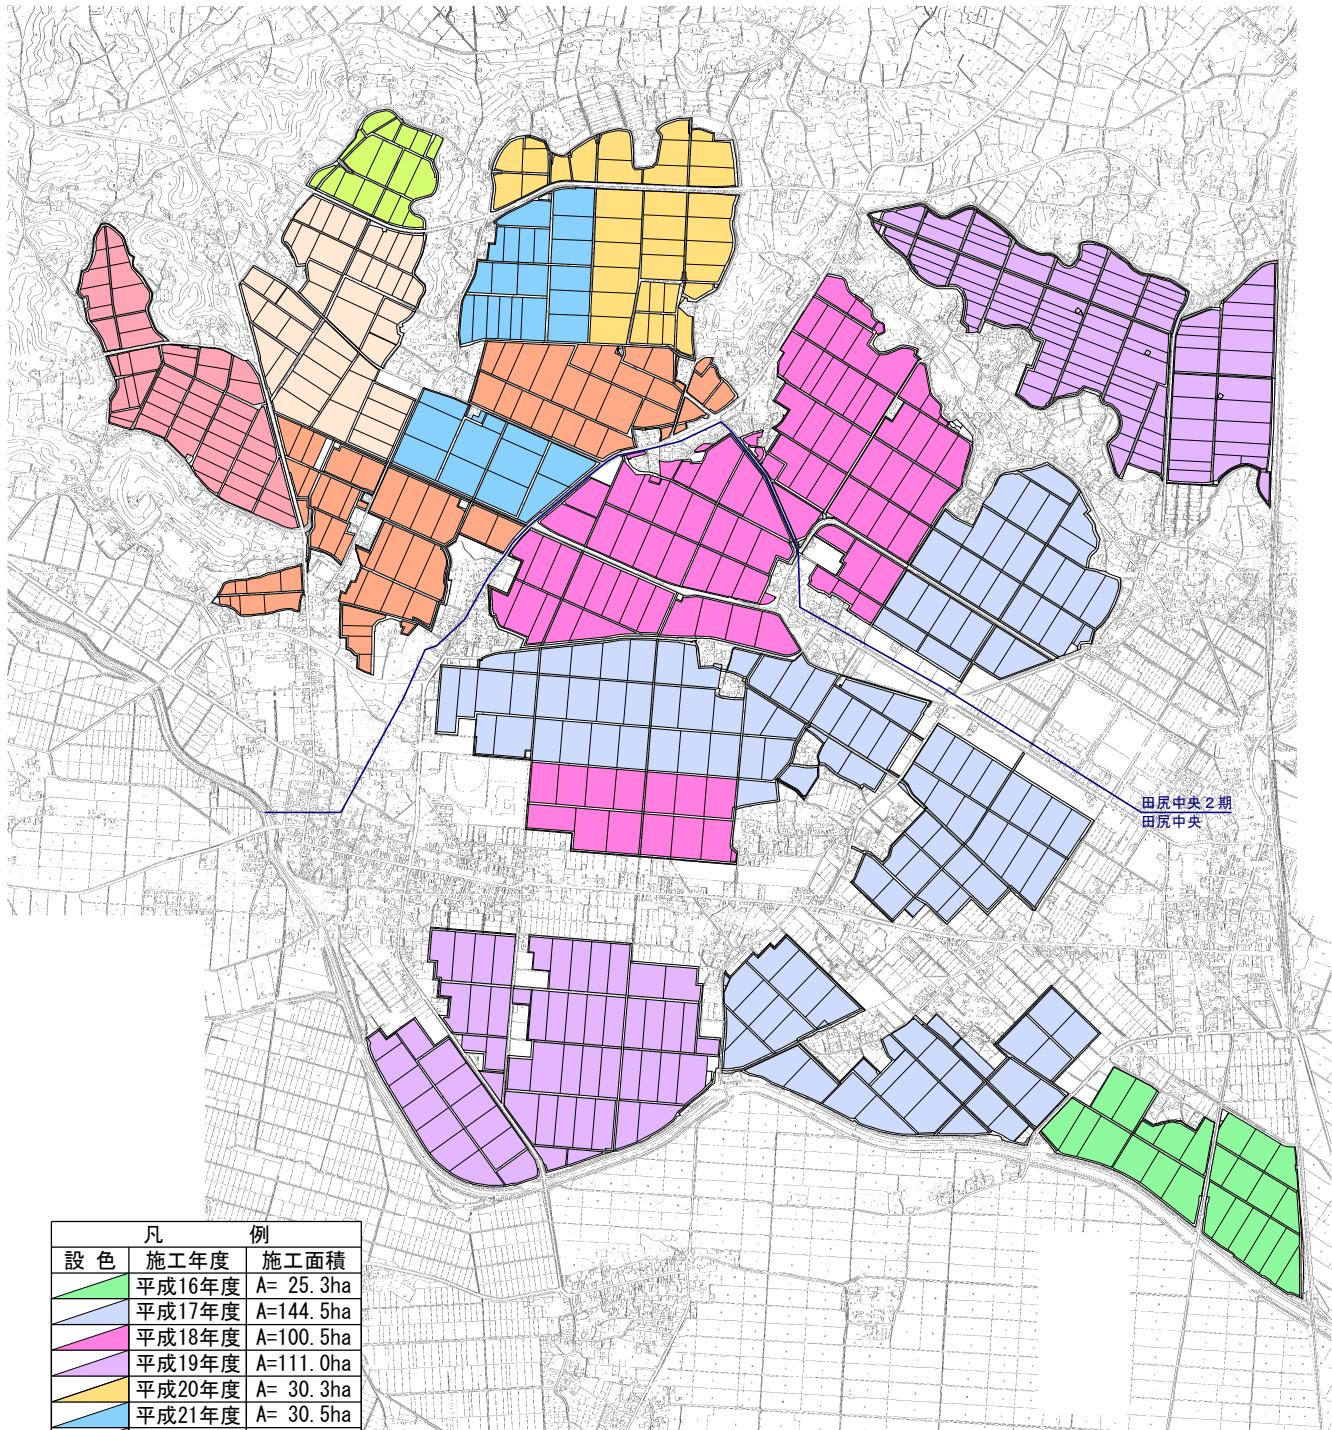 田尻中央2期
田尻中央
凡 例
設 色 施工年度 施工面積
平成16年度 A= 25.3ha
平成17年度 A=144.5ha
平成18年度 A=100.5ha
平成19年度 A=111.0ha
平成20年度 A= 30.3ha
平成21年度 A= 30.5ha